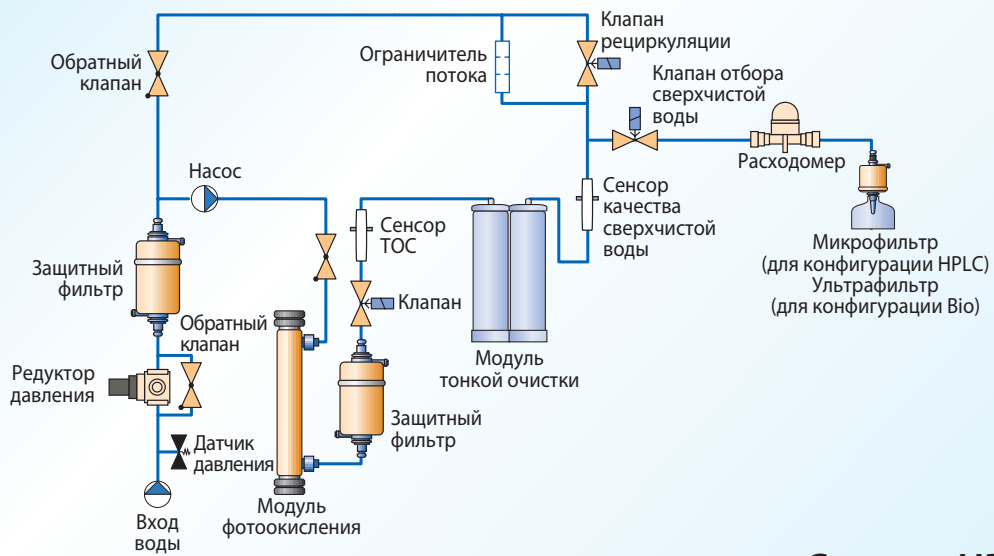 Клапан
рециркуляции
Обратный
клапан
Ограничитель
потока
Клапан отбора
сверхчистой
воды
Расходомер
Насос
Сенсор
качества
сверхчистой
воды
Сенсор
TOC
Микрофильтр
(для конфигурации HPLC)
Ультрафильтр
(для конфигурации Bio)
Защитный
фильтр
Клапан
Обратный
клапан
Модуль
тонкой очистки
Редуктор
давления
Защитный
фильтр
Датчик
давления
Модуль
фотоокисления
Вход
воды